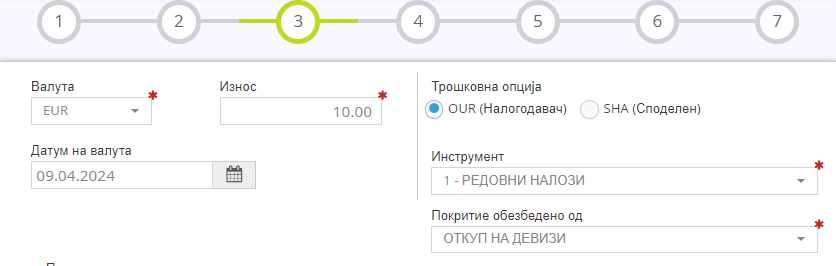 1 2 3 4 5 6 7
Валута
Износ
EUR
10.00
Датум на валута
09.04.2024
Трошковна опција
OUR (Налогодавач) SHA (Споделен)
Инструмент
1 - РЕДОВНИ НАЛОЗИ
Покритие обезбедено од
ОТКУП НА ДЕВИЗИ